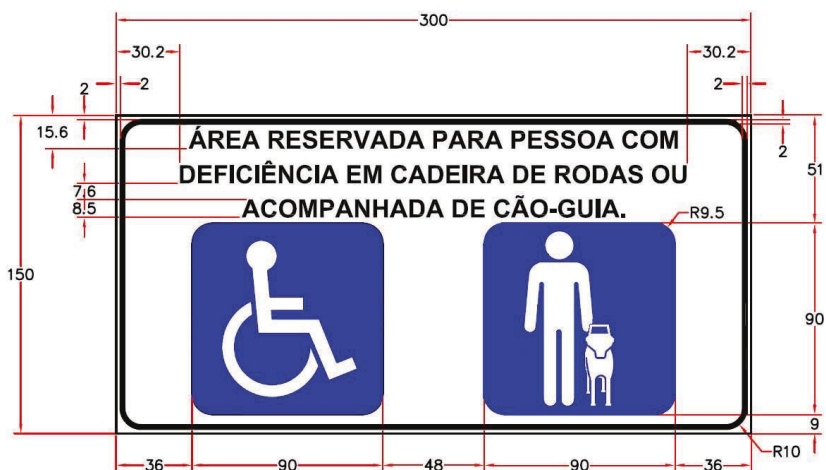 300
30.2 30.2
2 2 2
15.6 2
ÁREA RESERVADA PARA PESSOA COM
DEFICIÊNCIA EM CADEIRA DE RODAS OU
ACOMPANHADA DE CÃO-GUIA.
51
7.6
8.5
R9.5
150
90
9
R10
36 90 48 90 36